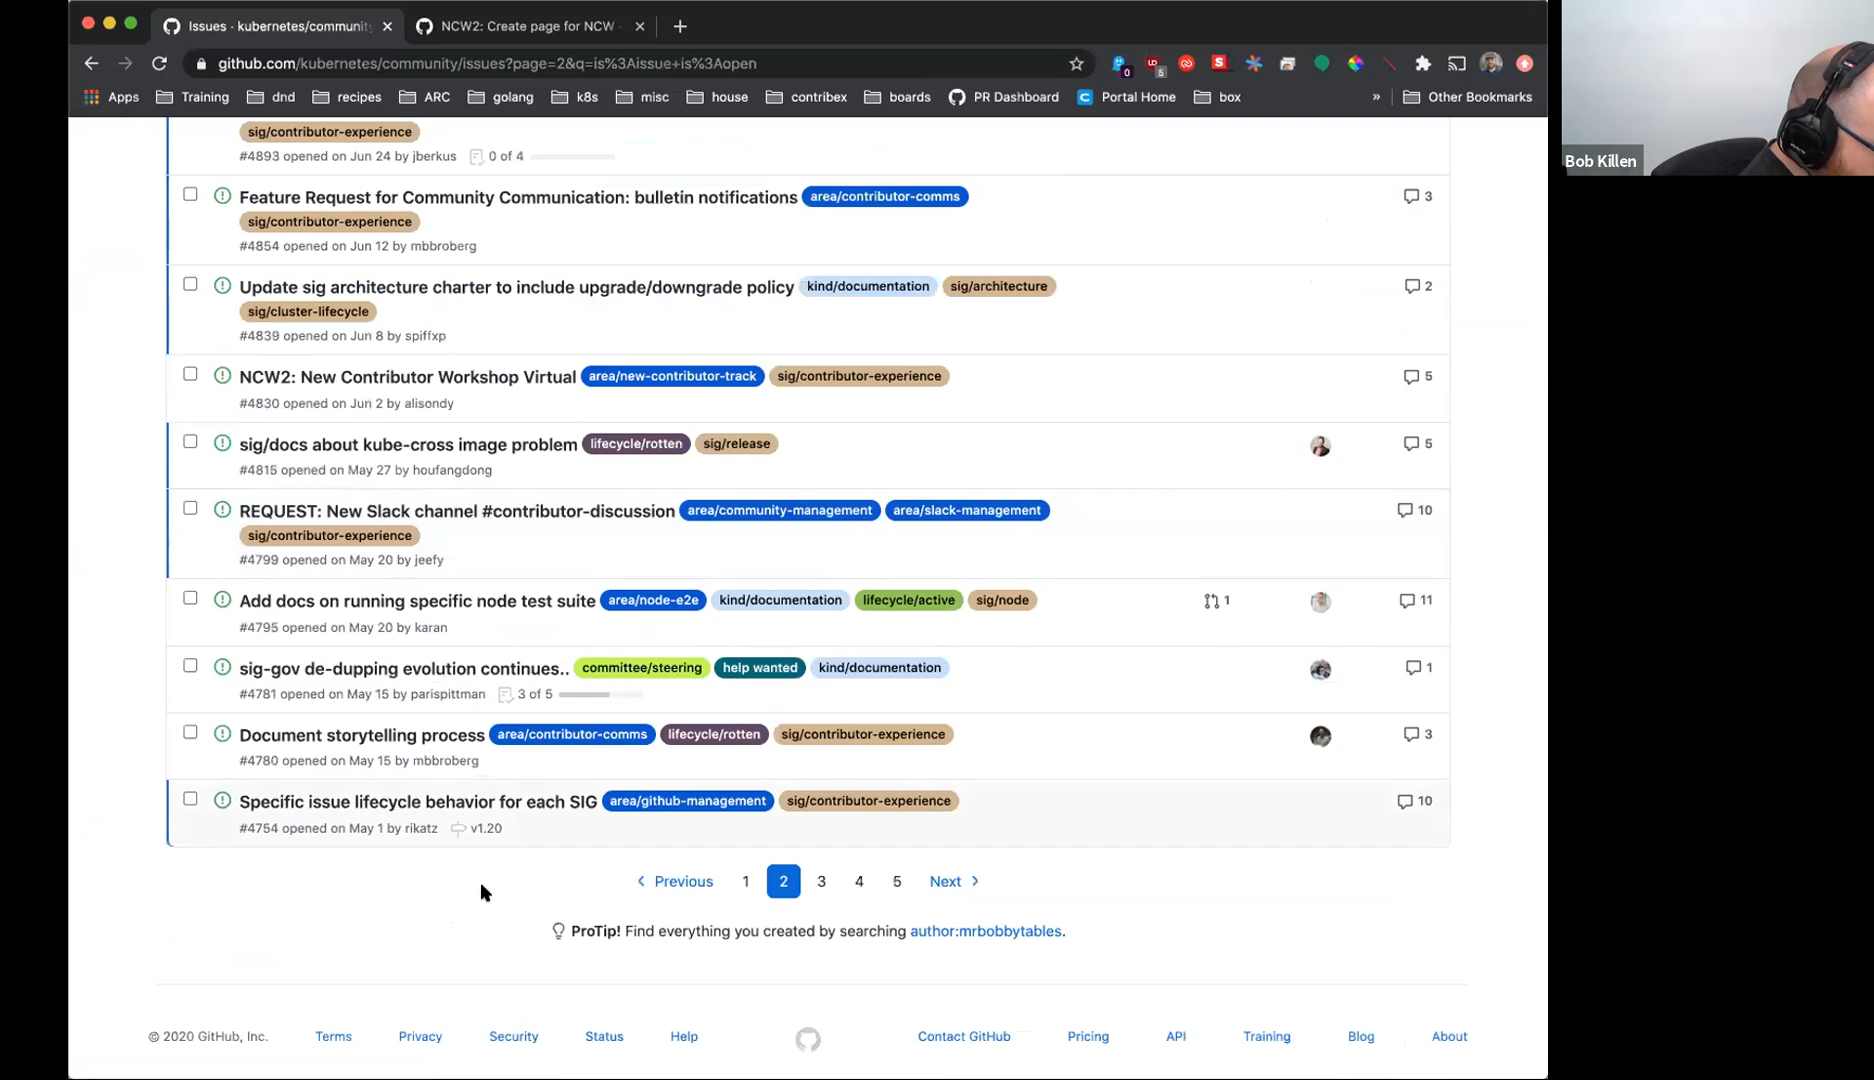 Issues · kubernetes/communit
NCW2: Create page for NCW
github.com/kubernetes/community/issues?page=2&q=is%3Aissue+is%3Aopen
0
5
Apps Training dnd recipes ARC golang k8s misc house contribex boards PR Dashboard Portal Home box » Other Bookmarks
Bob Killen
sig/contributor-experience
#4893 opened on Jun 24 by jberkus 0 of 4
Feature Request for Community Communication: bulletin notifications area/contributor-comms 3
sig/contributor-experience
#4854 opened on Jun 12 by mbbroberg
Update sig architecture charter to include upgrade/downgrade policy kind/documentation sig/architecture 2
sig/cluster-lifecycle
#4839 opened on Jun 8 by spiffxp
NCW2: New Contributor Workshop Virtual area/new-contributor-track sig/contributor-experience 5
#4830 opened on Jun 2 by alisondy
sig/docs about kube-cross image problem lifecycle/rotten sig/release 5
#4815 opened on May 27 by houfangdong
REQUEST: New Slack channel #contributor-discussion area/community-management area/slack-management 10
sig/contributor-experience
#4799 opened on May 20 by jeefy
Add docs on running specific node test suite area/node-e2e kind/documentation lifecycle/active sig/node 1 11
#4795 opened on May 20 by karan
sig-gov de-dupping evolution continues.. committee/steering help wanted kind/documentation 1
#4781 opened on May 15 by parispittman 3 of 5
Document storytelling process area/contributor-comms lifecycle/rotten sig/contributor-experience 3
#4780 opened on May 15 by mbbroberg
Specific issue lifecycle behavior for each SIG area/github-management sig/contributor-experience 10
#4754 opened on May 1 by rikatz v1.20
Previous 1 2 3 4 5 Next
ProTip! Find everything you created by searching author:mrbobbytables.
© 2020 GitHub, Inc. Terms Privacy Security Status Help Contact GitHub Pricing API Training Blog About